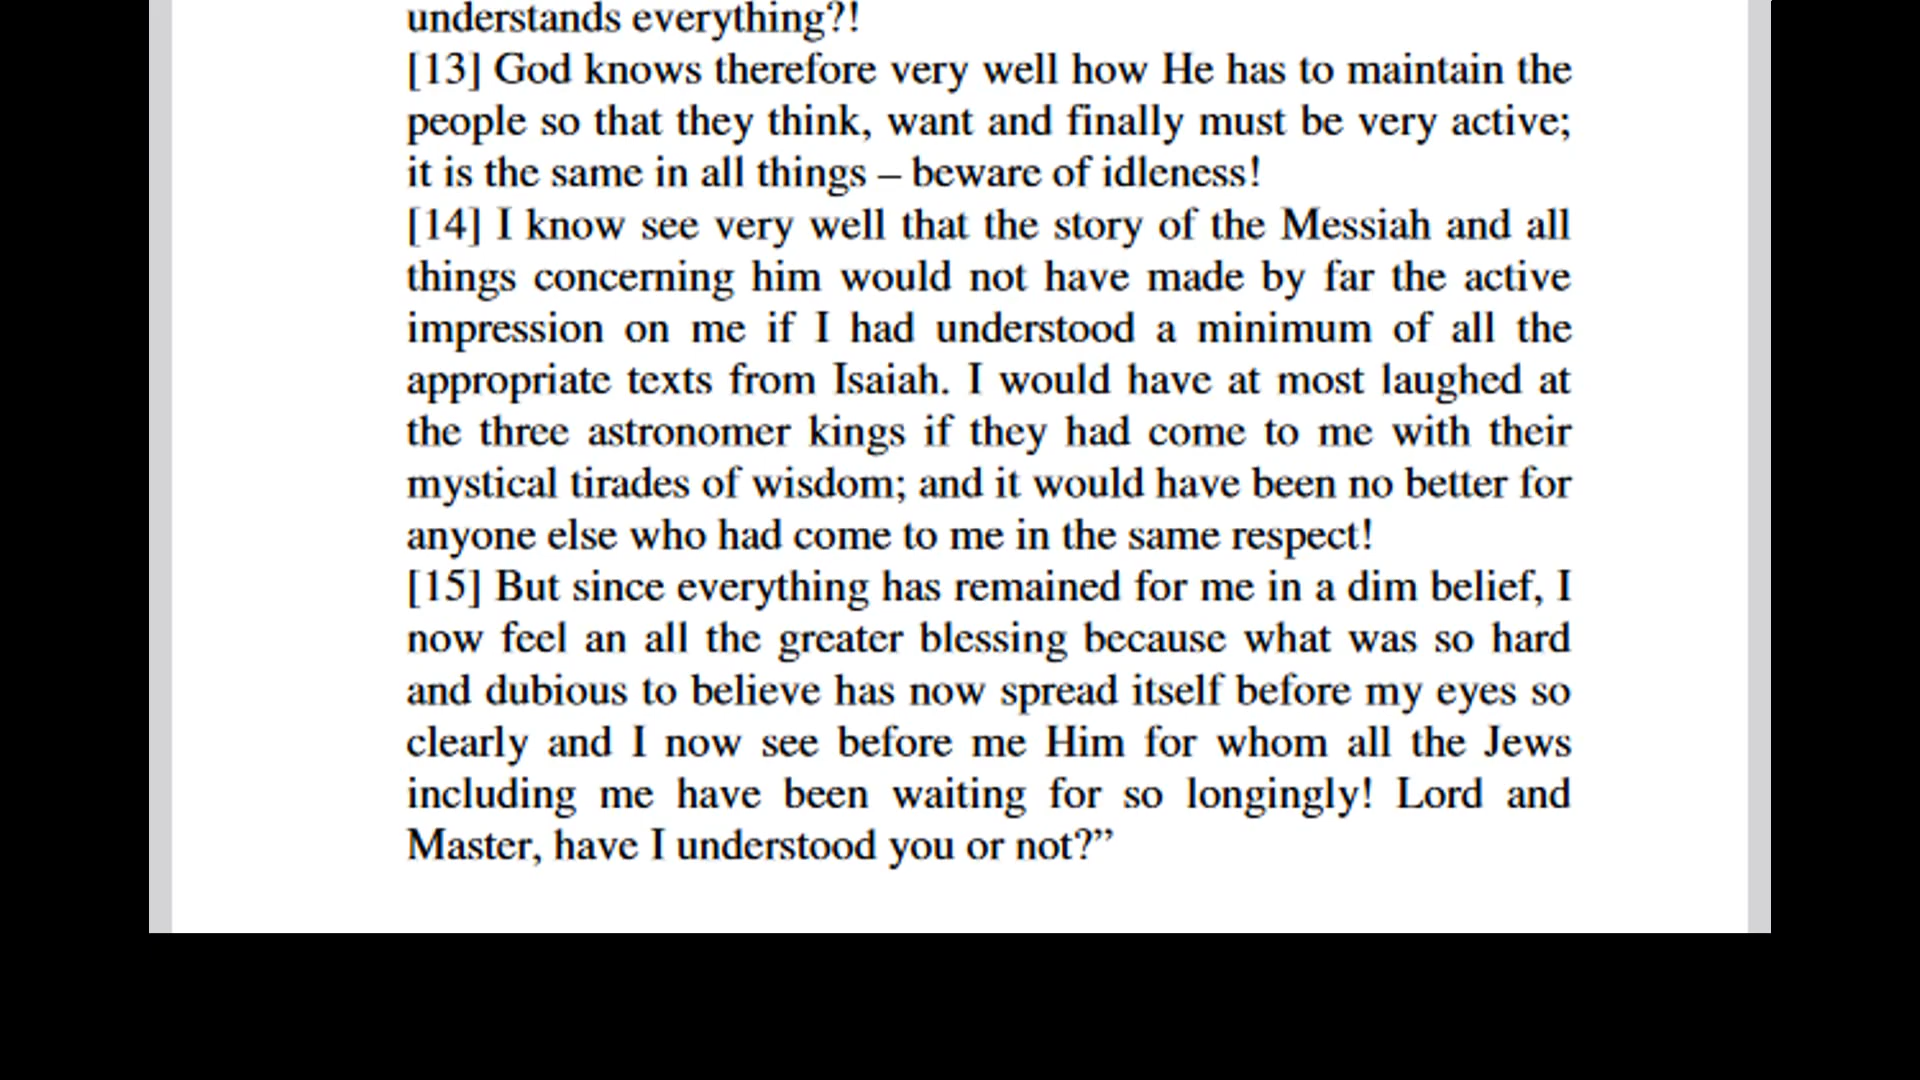 understands everything?!
[13] God knows therefore very well how He has to maintain the
people so that they think, want and finally must be very active;
it is the same in all things – beware of idleness!
[14] I know see very well that the story of the Messiah and all
things concerning him would not have made by far the active
impression on me if I had understood a minimum of all the
appropriate texts from Isaiah. I would have at most laughed at
the three astronomer kings if they had come to me with their
mystical tirades of wisdom; and it would have been no better for
anyone else who had come to me in the same respect!
[15] But since everything has remained for me in a dim belief, I
now feel an all the greater blessing because what was so hard
and dubious to believe has now spread itself before my eyes so
clearly and I now see before me Him for whom all the Jews
including me have been waiting for so longingly! Lord and
Master, have I understood you or not?”